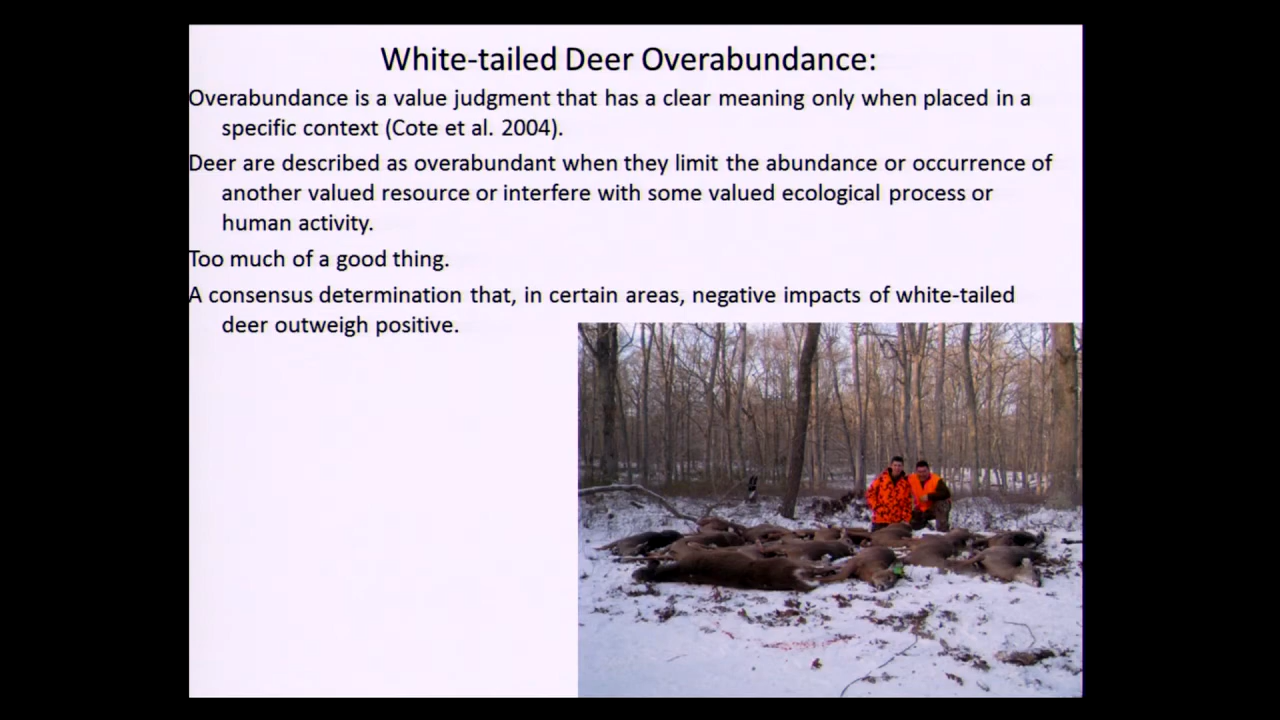 White-tailed Deer Overabundance:
Overabundance is a value judgment that has a clear meaning only when placed in a
specific context (Cote et al. 2004).
Deer are described as overabundant when they limit the abundance or occurrence of
another valued resource or interfere with some valued ecological process or
human activity.
Too much of a good thing.
A consensus determination that, in certain areas, negative impacts of white-tailed
deer outweigh positive.